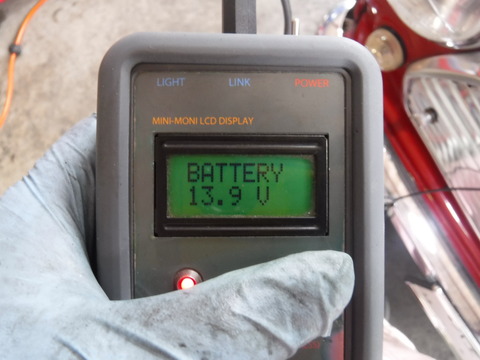 LIGHT LINK POWER
MINI-MONI LCD DISPLAY
BATTERY
13.9 V